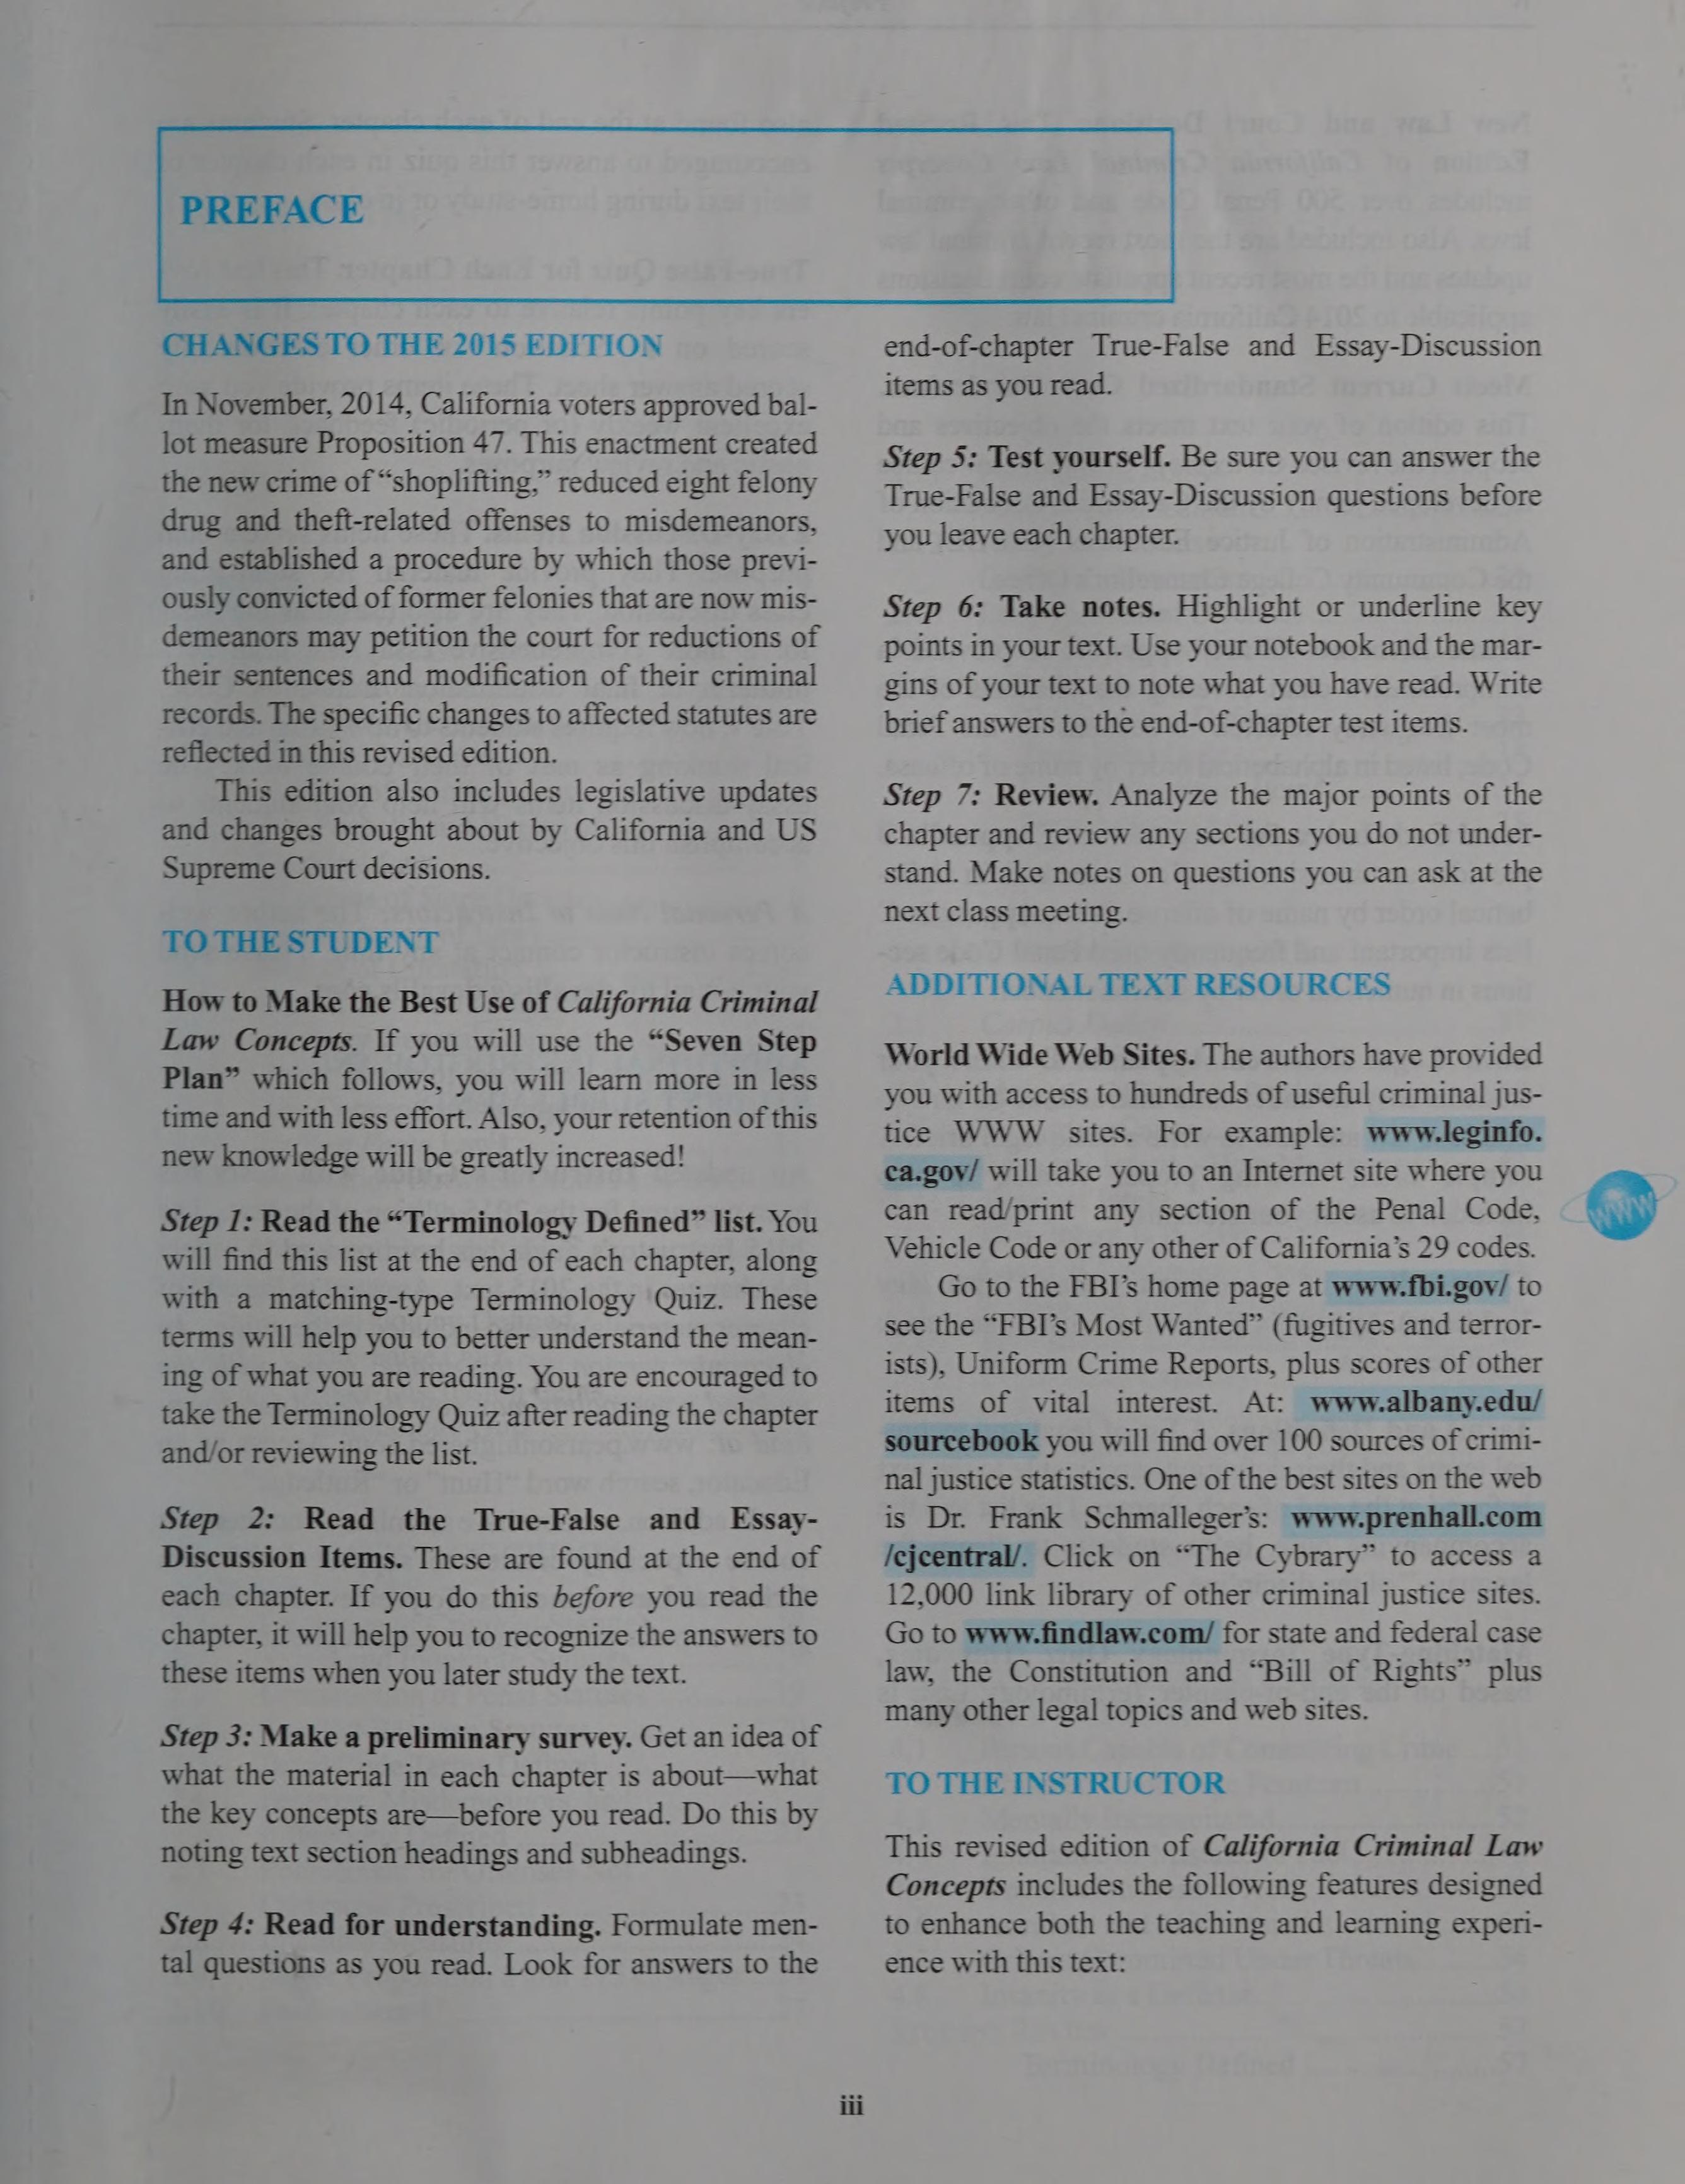 PREFACE
CHANGES TO THE 2015 EDITION
In November, 2014, California voters approved bal-
lot measure Proposition 47. This enactment created
the new crime of “shoplifting,” reduced eight felony
drug and theft-related offenses to misdemeanors,
and established a procedure by which those previ-
ously convicted of former felonies that are now mis-
demeanors may petition the court for reductions of
their sentences and modification of their criminal
records. The specific changes to affected statutes are
reflected in this revised edition.
This edition also includes legislative updates
and changes brought about by California and US
Supreme Court decisions.
TO THE STUDENT
How to Make the Best Use of California Criminal
Law Concepts. If you will use the “Seven Step
Plan” which follows, you will learn more in less
time and with less effort. Also, your retention of this
new knowledge will be greatly increased!
Step 1: Read the “Terminology Defined” list. You
will find this list at the end of each chapter, along
with a matching-type Terminology Quiz. These
terms will help you to better understand the mean-
ing of what you are reading. You are encouraged to
take the Terminology Quiz after reading the chapter
and/or reviewing the list.
Step 2: Read the True-False and Essay-
Discussion Items. These are found at the end of
each chapter. If you do this before you read the
chapter, it will help you to recognize the answers to
these items when you later study the text.
Step 3: Make a preliminary survey. Get an idea of
what the material in each chapter is about—what
the key concepts are—before you read. Do this by
noting text section headings and subheadings.
Step 4: Read for understanding. Formulate men-
tal questions as you read. Look for answers to the
end-of-chapter True-False and Essay-Discussion
items as you read.
Step 5: Test yourself. Be sure you can answer the
True-False and Essay-Discussion questions before
you leave each chapter.
Step 6: Take notes. Highlight or underline key
points in your text. Use your notebook and the mar-
gins of your text to note what you have read. Write
brief answers to the end-of-chapter test items.
Step 7: Review. Analyze the major points of the
chapter and review any sections you do not under-
stand. Make notes on questions you can ask at the
next class meeting.
ADDITIONAL TEXT RESOURCES
World Wide Web Sites. The authors have provided
you with access to hundreds of useful criminal jus-
tice WWW sites. For example: www.leginfo.
ca.gov/ will take you to an Internet site where you
can read/print any section of the Penal Code,
Vehicle Code or any other of California’s 29 codes.
Go to the FBI’s home page at www.fbi.gov/ to
see the “FBI’s Most Wanted” (fugitives and terror-
ists), Uniform Crime Reports, plus scores of other
items of vital interest. At: www.albany.edu/
sourcebook you will find over 100 sources of crimi-
nal justice statistics. One of the best sites on the web
is Dr. Frank Schmalleger’s: www.prenhall.com
/cjcentral/. Click on “The Cybrary” to access a
12,000 link library of other criminal justice sites.
Go to www.findlaw.com/ for state and federal case
law, the Constitution and “Bill of Rights” plus
many other legal topics and web sites.
WWW
TO THE INSTRUCTOR
This revised edition of California Criminal Law
Concepts includes the following features designed
to enhance both the teaching and learning experi-
ence with this text:
iii